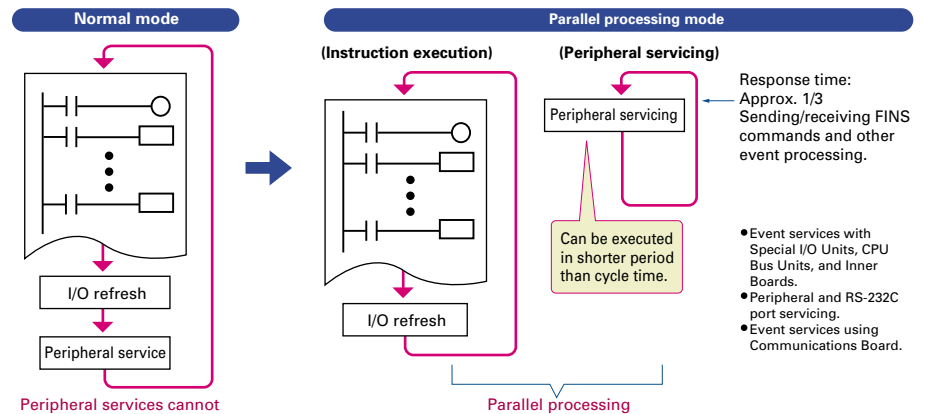 Normal mode
Parallel processing mode
(Instruction execution)
(Peripheral servicing)
I/O refresh
Peripheral service
Peripheral services cannot
I/O refresh
Peripheral servicing
Can be executed
in shorter period
than cycle time.
Parallel processing
Response time:
Approx. 1/3
Sending/receiving FINS
commands and other
event processing.
●Event services with
Special I/O Units, CPU
Bus Units, and Inner
Boards.
●Peripheral and RS-232C
port servicing.
●Event services using
Communications Board.